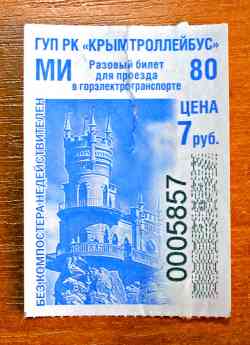 ГУП РК «КРЫМТРОЛЛЕЙБУС»
МИ
Разовый билет
для проезда
в горэлектротранспорте
80
ЦЕНА
7 руб.
0005857
БЕЗ КОМПОСТЕРА НЕДЕЙСТВИТЕЛЕН